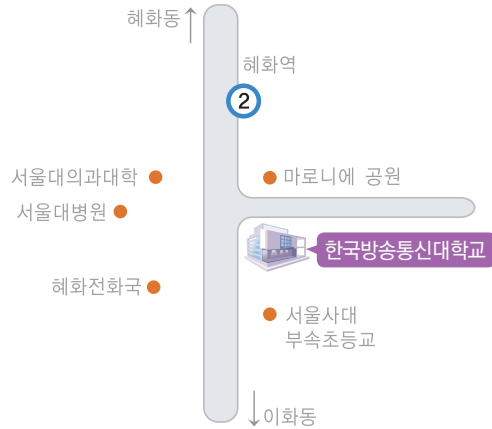 혜화동
혜화역
2
서울대의과대학
마로니에 공원
서울대병원
한국방송통신대학교
혜화전화국
서울사대
부속초등교
이화동